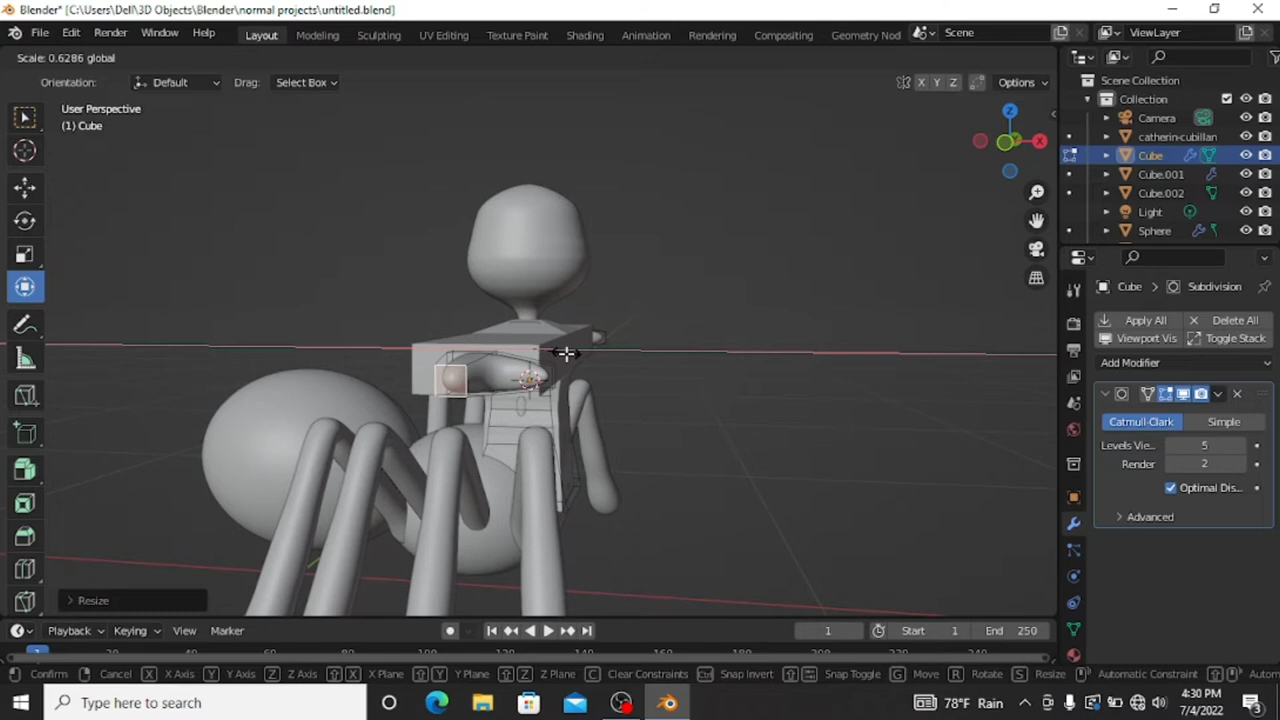 Blender* [C:\Users\Dell\3D Objects\Blender\normal projects\untitled.blend]
File Edit Render Window Help Layout Modeling Sculpting UV Editing Texture Paint Shading Animation Rendering Compositing Geometry Nod Scene ViewLayer
Scale: 0.6286 global
Orientation: Default Drag: Select Box X Y Z Options
User Perspective
(1) Cube
Z
X
Scene Collection
Collection
Camera
catherin-cubillan
Cube
Cube.001
Cube.002
Light
Sphere
Cube > Subdivision
Apply All Delete All
Viewport Vis Toggle Stack
Add Modifier
Catmull-Clark Simple
Levels Vie... 5
Render 2
Optimal Dis...
Advanced
Resize
Playback Keying View Marker 1 Start 1 End 250
Confirm Cancel X X Axis Y Y Axis Z Z Axis X X Plane Y Y Plane Z Z Plane C Clear Constraints Ctrl Snap Invert Snap Toggle G Move R Rotate S Resize Automatic Constraint Autom
Type here to search
78°F Rain
4:30 PM
7/4/2022
3